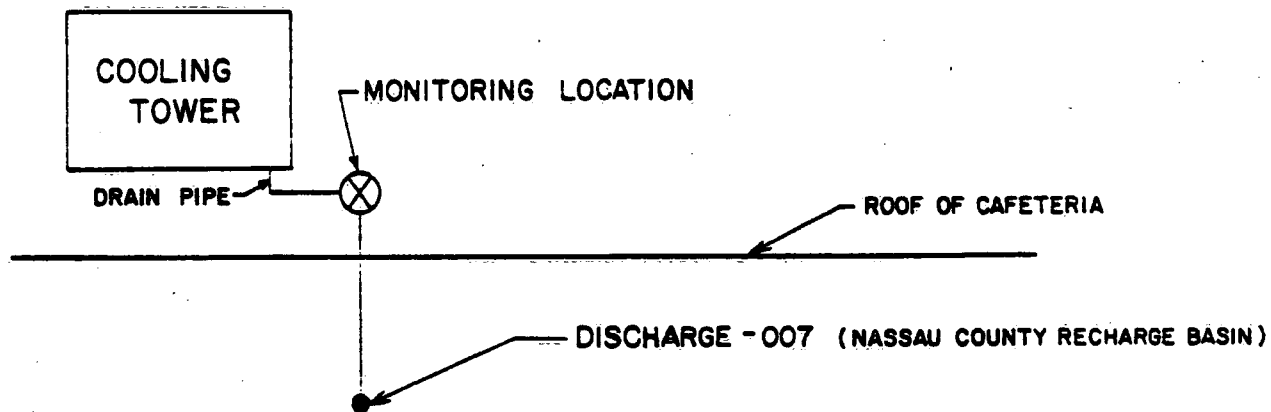 COOLING
TOWER
MONITORING LOCATION
DRAIN PIPE
ROOF OF CAFETERIA
DISCHARGE-007 (NASSAU COUNTY RECHARGE BASIN)